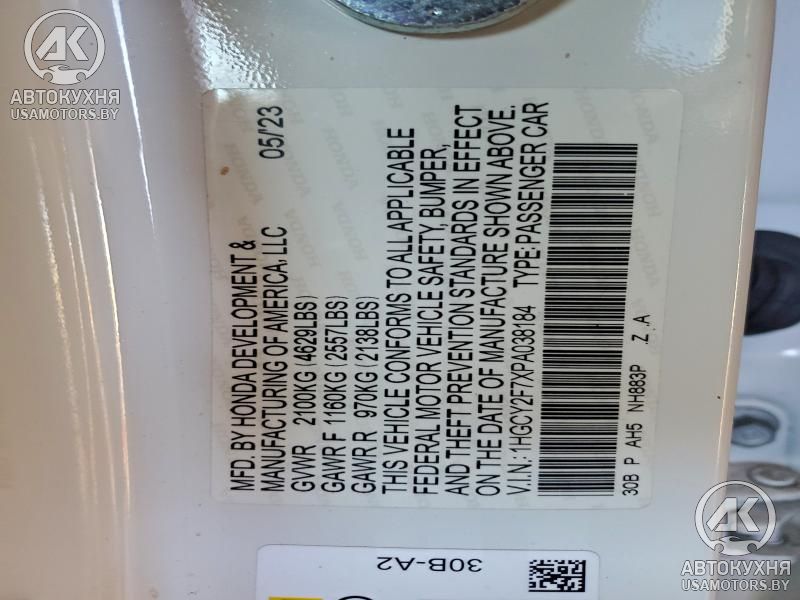 AK
АВТОКУХНЯ
USAMOTORS.BY
MFD. BY HONDA DEVELOPMENT &
MANUFACTURING OF AMERICA, LLC 05/'23
GVWR 2100KG (4629LBS)
GAWR F 1160KG (2557LBS)
GAWR R 970KG (2138LBS)
THIS VEHICLE CONFORMS TO ALL APPLICABLE
FEDERAL MOTOR VEHICLE SAFETY, BUMPER,
AND THEFT PREVENTION STANDARDS IN EFFECT
ON THE DATE OF MANUFACTURE SHOWN ABOVE.
V.I.N.: 1HGCY2F7XPA038184 TYPE: PASSENGER CAR
30B P AH5 NH883P .Z .A
30B-A2
AK
АВТОКУХНЯ
USAMOTORS.BY